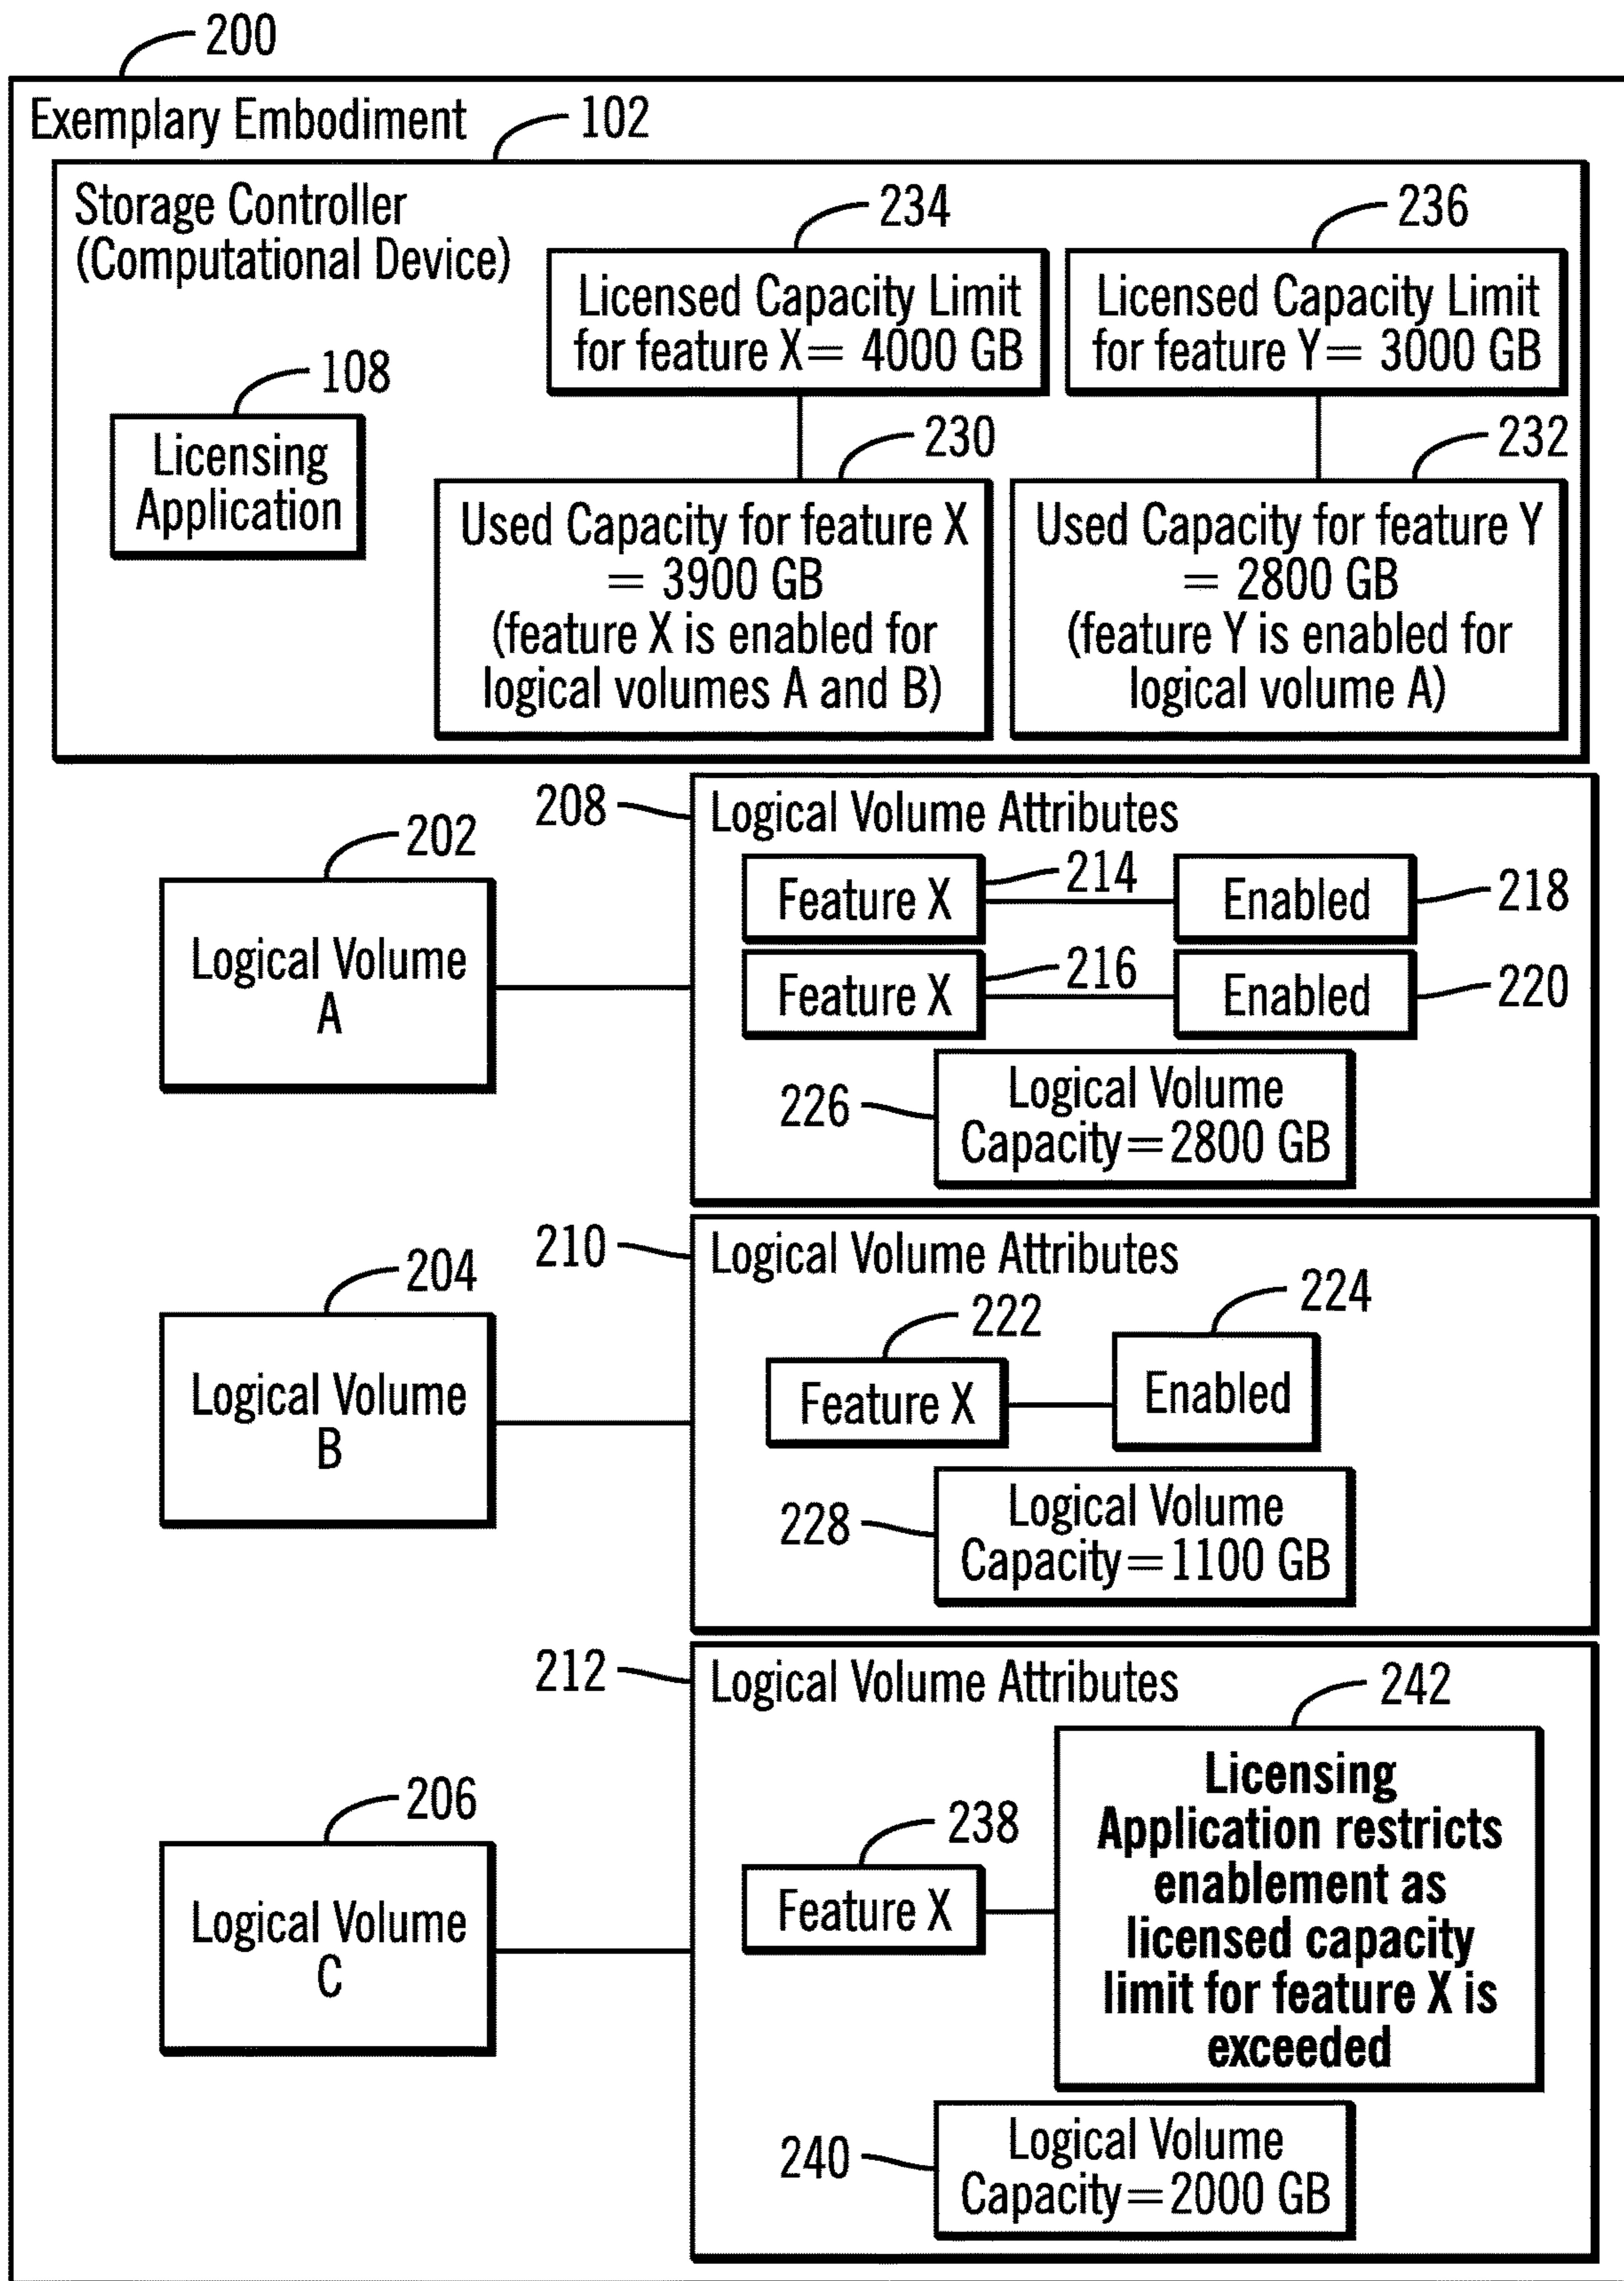 200
Exemplary Embodiment
102
Storage Controller
(Computational Device)
234
236
Licensed Capacity Limit
for feature X= 4000 GB
Licensed Capacity Limit
for feature Y= 3000 GB
108
Licensing
Application
230
232
Used Capacity for feature X
= 3900 GB
(feature X is enabled for
logical volumes A and B)
Used Capacity for feature Y
= 2800 GB
(feature Y is enabled for
logical volume A)
208
Logical Volume Attributes
202
Logical Volume
A
Feature X
214
Enabled
218
Feature X
216
Enabled
220
226
Logical Volume
Capacity=2800 GB
210
Logical Volume Attributes
204
Logical Volume
B
222
224
Feature X
Enabled
228
Logical Volume
Capacity=1100 GB
212
Logical Volume Attributes
206
Logical Volume
C
238
Feature X
242
Licensing
Application restricts
enablement as
licensed capacity
limit for feature X is
exceeded
240
Logical Volume
Capacity=2000 GB